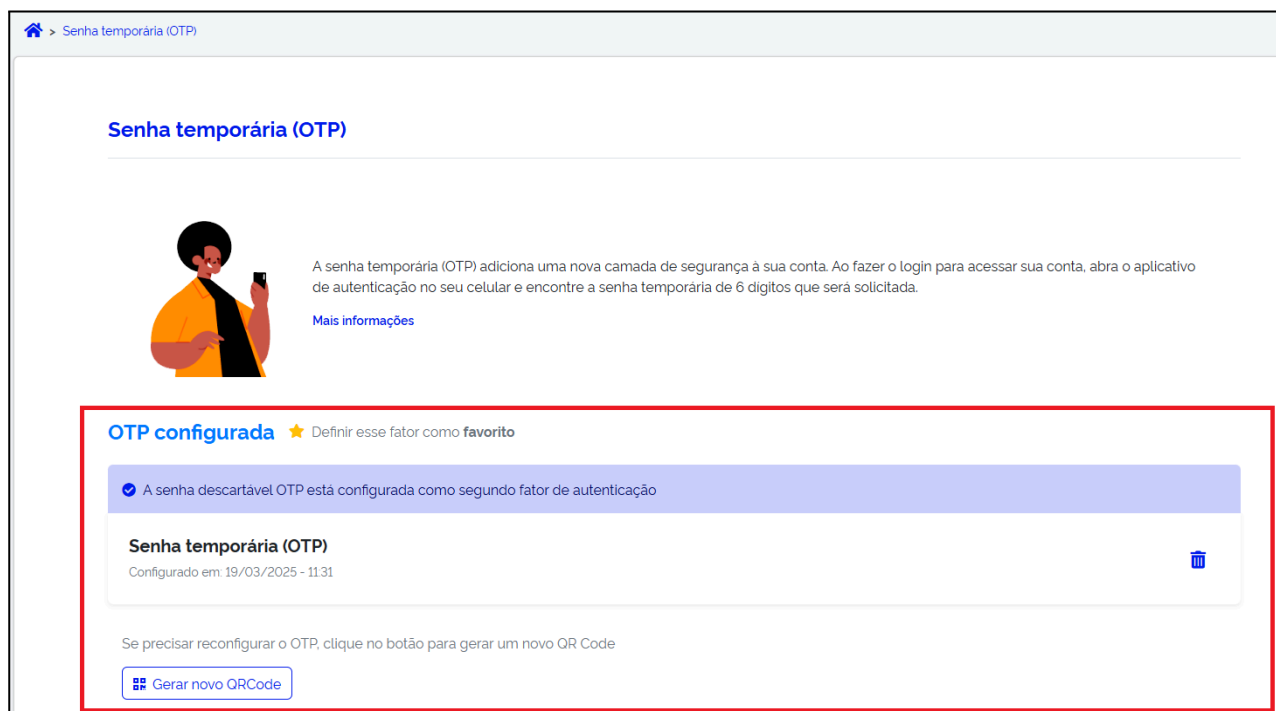 > Senha temporária (OTP)
Senha temporária (OTP)
A senha temporária (OTP) adiciona uma nova camada de segurança à sua conta. Ao fazer o login para acessar sua conta, abra o aplicativo
de autenticação no seu celular e encontre a senha temporária de 6 dígitos que será solicitada.
Mais informações
OTP configurada Definir esse fator como favorito
A senha descartável OTP está configurada como segundo fator de autenticação
Senha temporária (OTP)
Configurado em: 19/03/2025 - 11:31
Se precisar reconfigurar o OTP, clique no botão para gerar um novo QR Code
Gerar novo QRCode